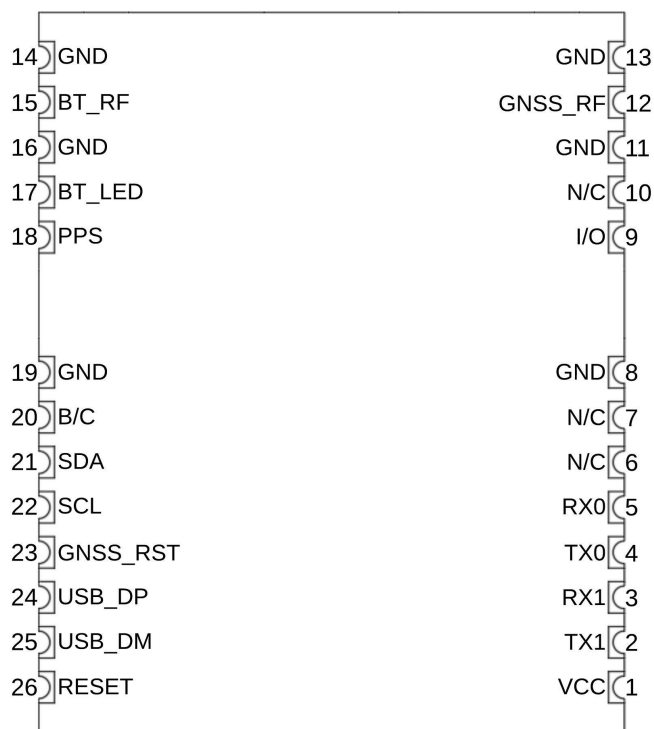 14 GND GND 13
15 BT_RF GNSS_RF 12
16 GND GND 11
17 BT_LED N/C 10
18 PPS I/O 9
19 GND GND 8
20 B/C N/C 7
21 SDA N/C 6
22 SCL RX0 5
23 GNSS_RST TX0 4
24 USB_DP RX1 3
25 USB_DM TX1 2
26 RESET VCC 1